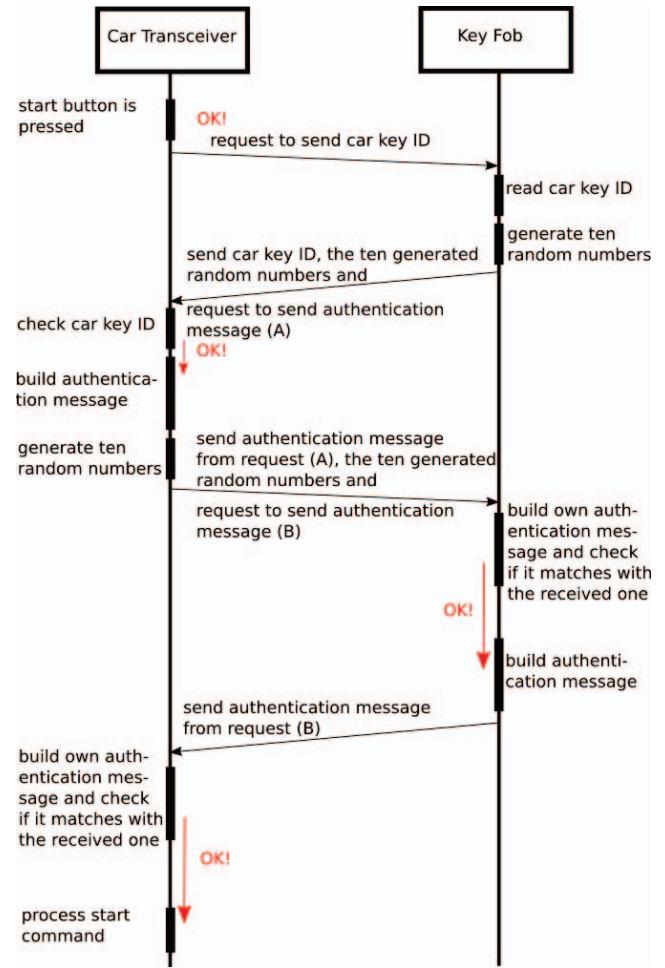 Car Transceiver
Key Fob
start button is
pressed
OK!
request to send car key ID
read car key ID
generate ten
random numbers
send car key ID, the ten generated
random numbers and
request to send authentication
message (A)
check car key ID
OK!
build authentica-
tion message
generate ten
random numbers
send authentication message
from request (A), the ten generated
random numbers and
request to send authentication
message (B)
build own auth-
entication mes-
sage and check
if it matches with
the received one
OK!
build authenti-
cation message
send authentication message
from request (B)
build own auth-
entication mes-
sage and check
if it matches with
the received one
OK!
process start
command